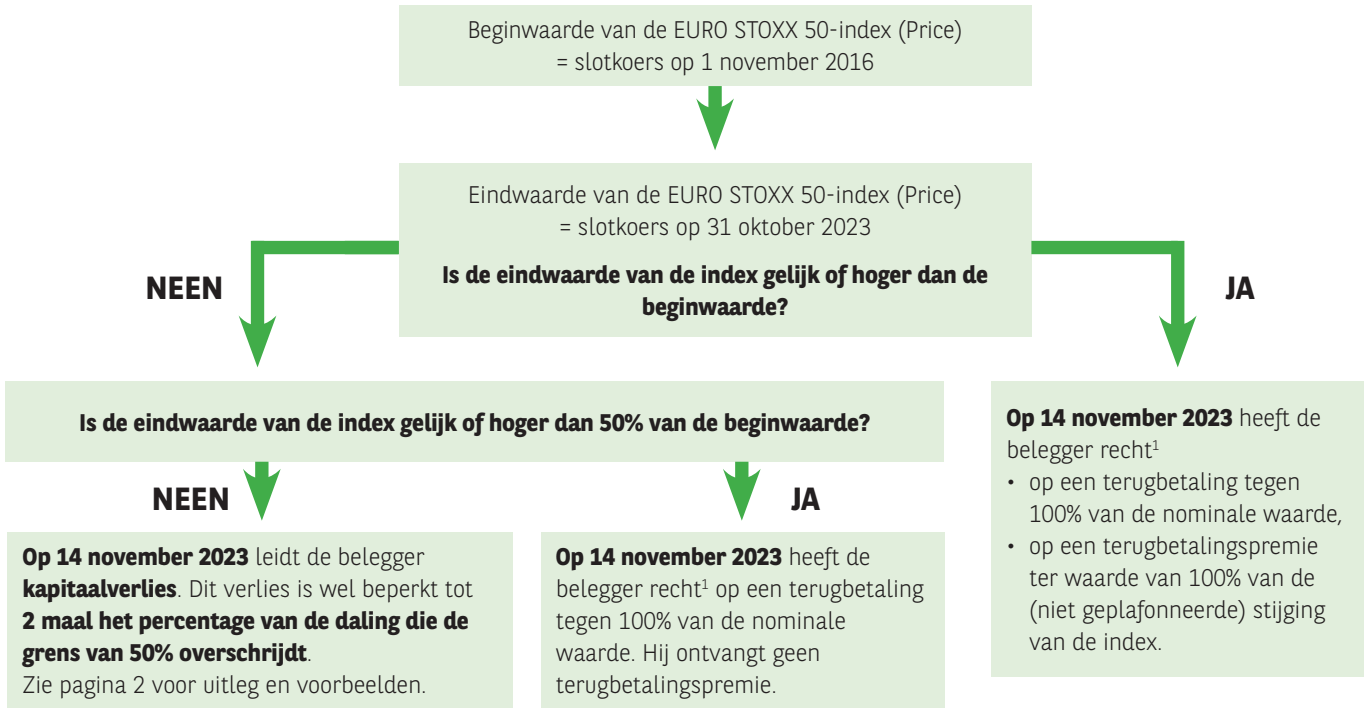 Beginwaarde van de EURO STOXX 50-index (Price)
= slotkoers op 1 november 2016
Eindwaarde van de EURO STOXX 50-index (Price)
= slotkoers op 31 oktober 2023
Is de eindwaarde van de index gelijk of hoger dan de
beginwaarde?
NEEN
JA
Is de eindwaarde van de index gelijk of hoger dan 50% van de beginwaarde?
NEEN
JA
Op 14 november 2023 leidt de belegger
kapitaalverlies. Dit verlies is wel beperkt tot
2 maal het percentage van de daling die de
grens van 50% overschrijdt.
Zie pagina 2 voor uitleg en voorbeelden.
Op 14 november 2023 heeft de
belegger recht¹ op een terugbetaling
tegen 100% van de nominale
waarde. Hij ontvangt geen
terugbetalingspremie.
Op 14 november 2023 heeft de
belegger recht¹
• op een terugbetaling tegen
100% van de nominale waarde,
• op een terugbetalingspremie
ter waarde van 100% van de
(niet geplafonneerde) stijging
van de index.